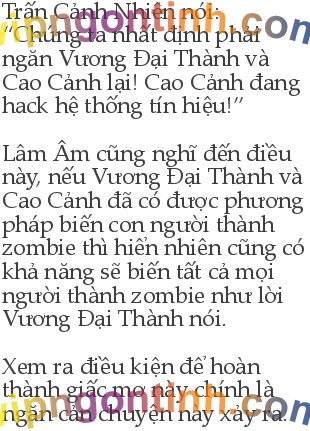 Trấn Cảnh Nhiên nói:
“Chúng ta nhất định phải
ngăn Vương Đại Thành và
Cao Cảnh lại! Cao Cảnh đang
hack hệ thống tín hiệu!”

Lâm Âm cũng nghĩ đến điều
này, nếu Vương Đại Thành và
Cao Cảnh đã có được phương
pháp biến con người thành
zombie thì hiển nhiên cũng có
khả năng sẽ biến tất cả mọi
người thành zombie như lời
Vương Đại Thành nói.

Xem ra điều kiện để hoàn
thành giấc mơ này chính là
ngăn cản chuyện này xảy ra.
vipngontinh.com
vipngontinh.com